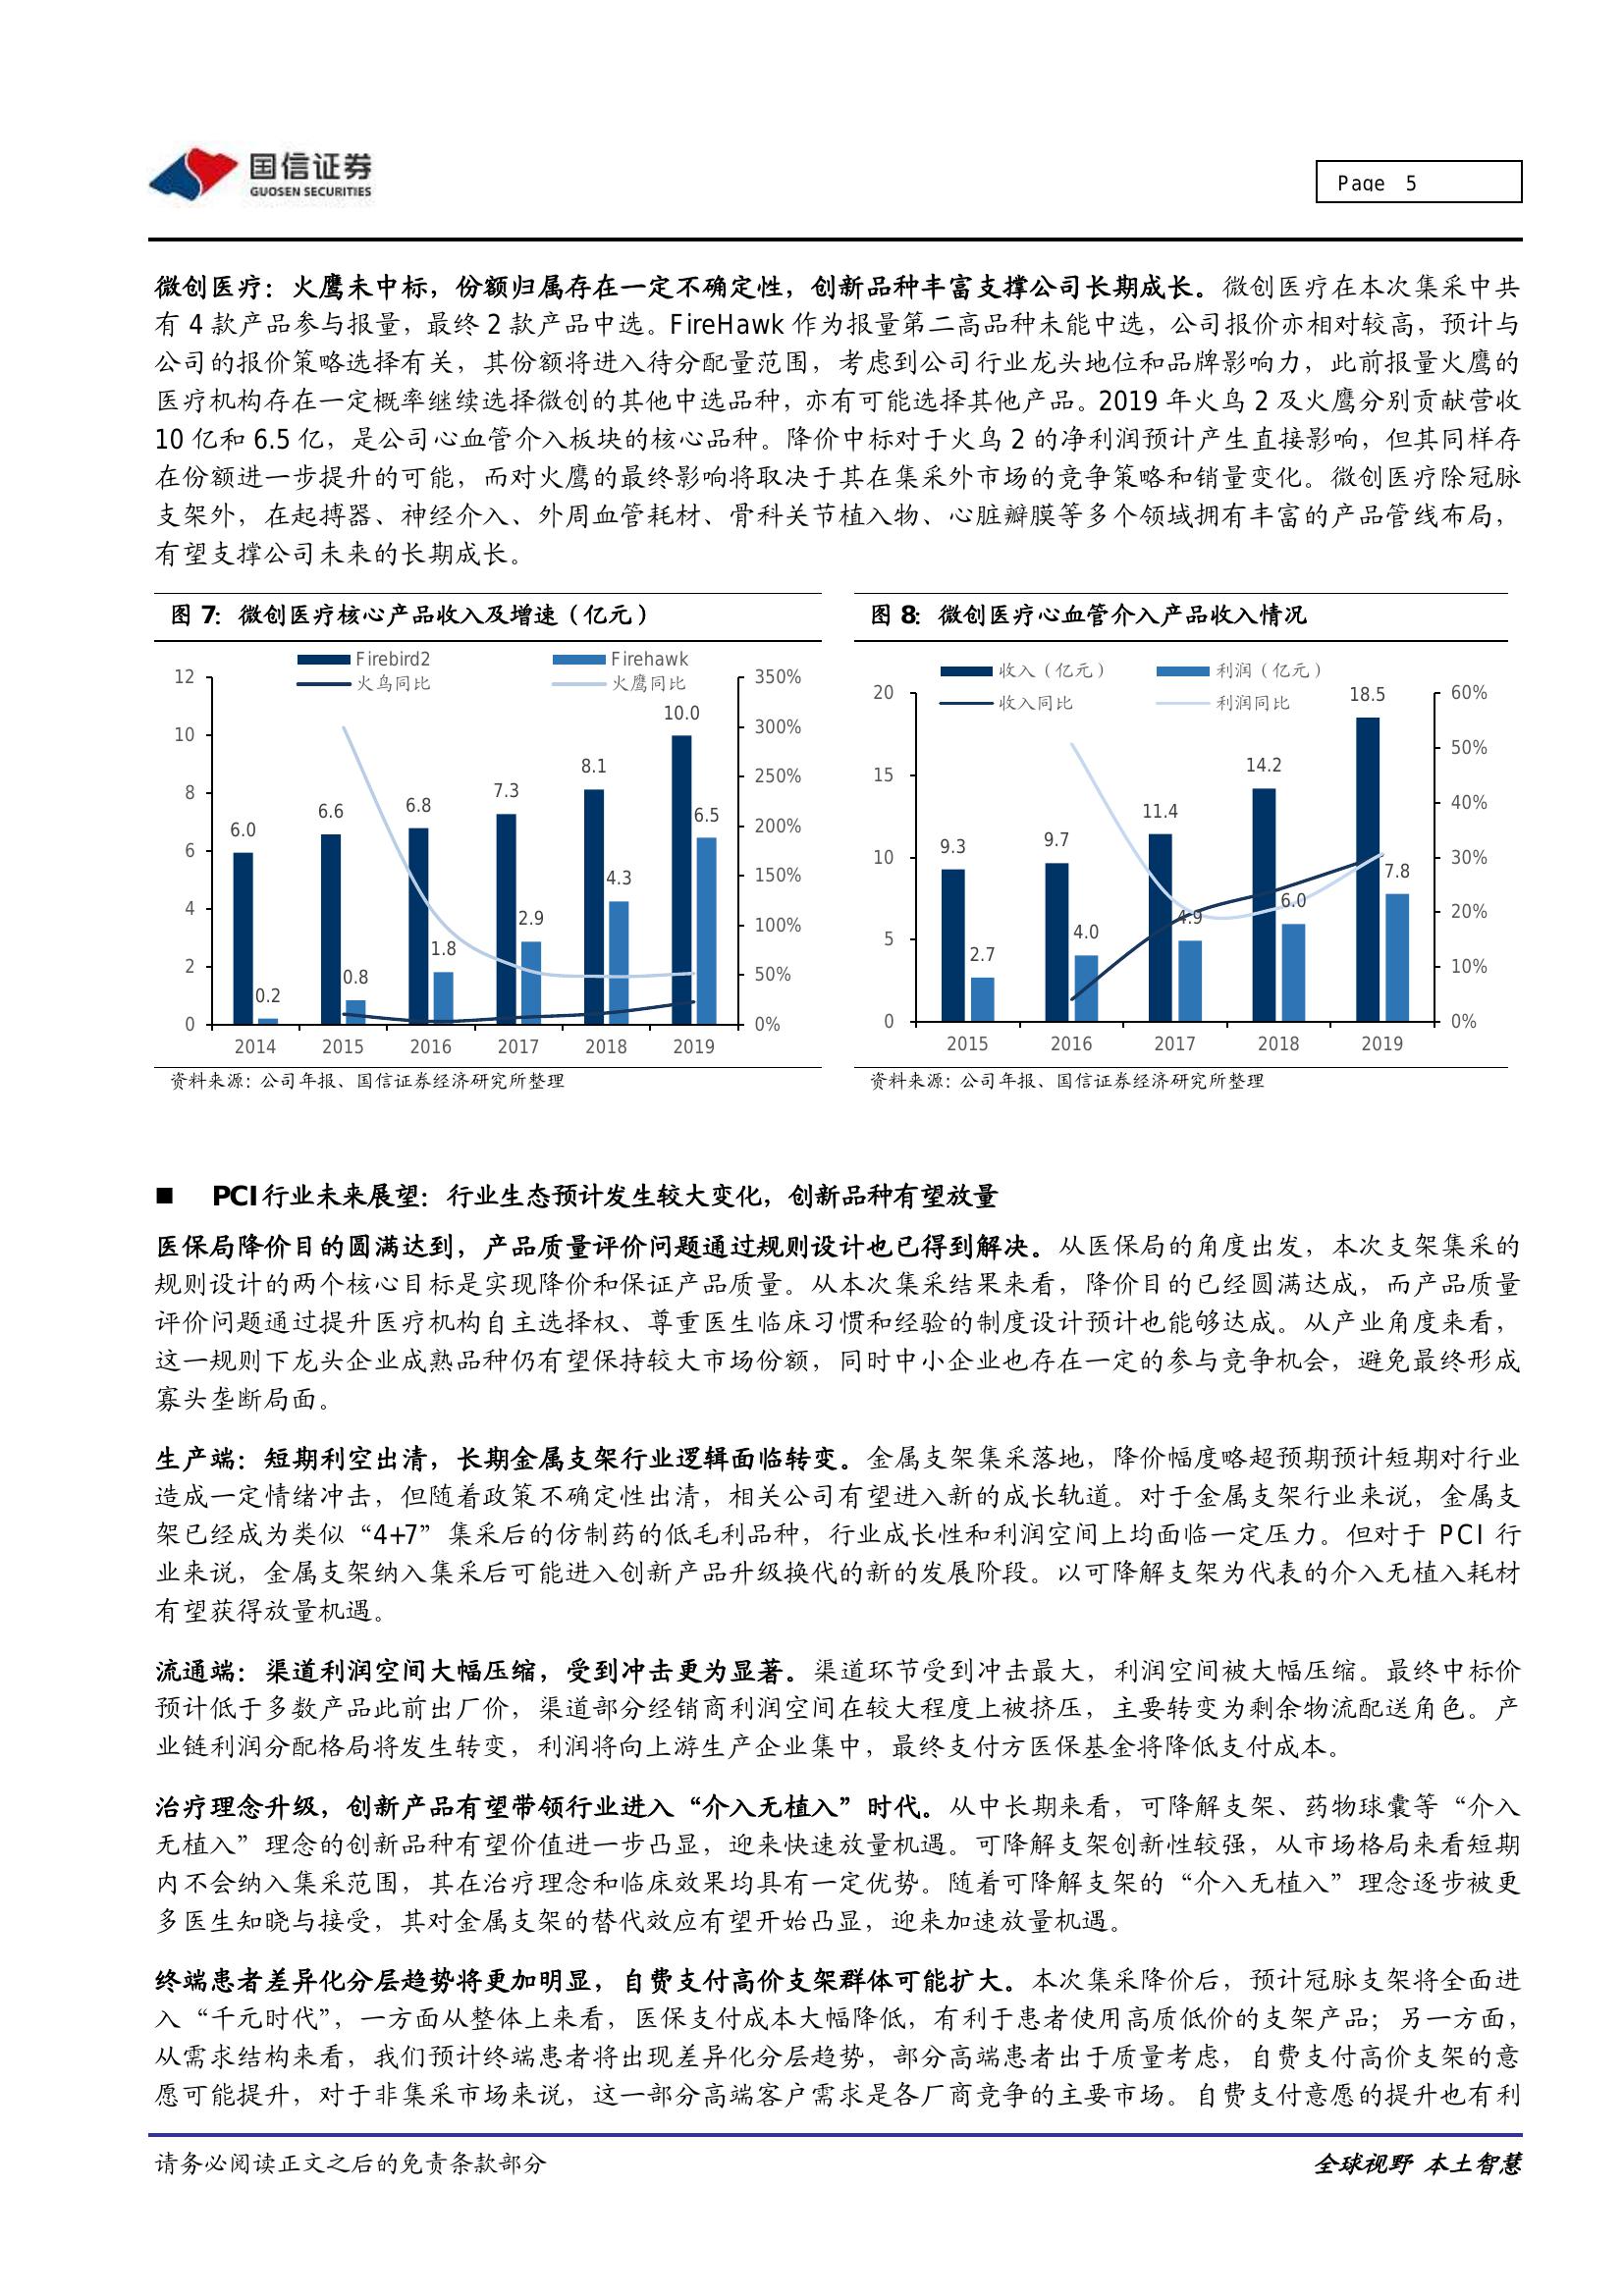 国信证券
GUOSEN SECURITIES
Page 5
微创医疗：火鹰未中标，份额归属存在一定不确定性，创新品种丰富支撑公司长期成长。微创医疗在本次集采中共
有 4 款产品参与报量，最终 2 款产品中选。FireHawk 作为报量第二高品种未能中选，公司报价亦相对较高，预计与
公司的报价策略选择有关，其份额将进入待分配量范围，考虑到公司行业龙头地位和品牌影响力，此前报量火鹰的
医疗机构存在一定概率继续选择微创的其他中选品种，亦有可能选择其他产品。2019 年火鸟 2 及火鹰分别贡献营收
10 亿和 6.5 亿，是公司心血管介入板块的核心品种。降价中标对于火鸟 2 的净利润预计产生直接影响，但其同样存
在份额进一步提升的可能，而对火鹰的最终影响将取决于其在集采外市场的竞争策略和销量变化。微创医疗除冠脉
支架外，在起搏器、神经介入、外周血管耗材、骨科关节植入物、心脏瓣膜等多个领域拥有丰富的产品管线布局，
有望支撑公司未来的长期成长。
图 7：微创医疗核心产品收入及增速（亿元）
Firebird2 Firehawk
火鸟同比 火鹰同比
12 10 8 6 4 2 0
350% 300% 250% 200% 150% 100% 50% 0%
6.0 6.6 6.8 7.3 8.1 10.0
0.2 0.8 1.8 2.9 4.3 6.5
2014 2015 2016 2017 2018 2019
资料来源：公司年报、国信证券经济研究所整理
图 8：微创医疗心血管介入产品收入情况
收入（亿元） 利润（亿元）
收入同比 利润同比
20 15 10 5 0
60% 50% 40% 30% 20% 10% 0%
9.3 9.7 11.4 14.2 18.5
2.7 4.0 4.9 6.0 7.8
2015 2016 2017 2018 2019
资料来源：公司年报、国信证券经济研究所整理
■ PCI 行业未来展望：行业生态预计发生较大变化，创新品种有望放量
医保局降价目的圆满达到，产品质量评价问题通过规则设计也已得到解决。从医保局的角度出发，本次支架集采的
规则设计的两个核心目标是实现降价和保证产品质量。从本次集采结果来看，降价目的已经圆满达成，而产品质量
评价问题通过提升医疗机构自主选择权、尊重医生临床习惯和经验的制度设计预计也能够达成。从产业角度来看，
这一规则下龙头企业成熟品种仍有望保持较大市场份额，同时中小企业也存在一定的参与竞争机会，避免最终形成
寡头垄断局面。
生产端：短期利空出清，长期金属支架行业逻辑面临转变。金属支架集采落地，降价幅度略超预期预计短期对行业
造成一定情绪冲击，但随着政策不确定性出清，相关公司有望进入新的成长轨道。对于金属支架行业来说，金属支
架已经成为类似“4+7”集采后的仿制药的低毛利品种，行业成长性和利润空间上均面临一定压力。但对于 PCI 行
业来说，金属支架纳入集采后可能进入创新产品升级换代的新的发展阶段。以可降解支架为代表的介入无植入耗材
有望获得放量机遇。
流通端：渠道利润空间大幅压缩，受到冲击更为显著。渠道环节受到冲击最大，利润空间被大幅压缩。最终中标价
预计低于多数产品此前出厂价，渠道部分经销商利润空间在较大程度上被挤压，主要转变为剩余物流配送角色。产
业链利润分配格局将发生转变，利润将向上游生产企业集中，最终支付方医保基金将降低支付成本。
治疗理念升级，创新产品有望带领行业进入“介入无植入”时代。从中长期来看，可降解支架、药物球囊等“介入
无植入”理念的创新品种有望价值进一步凸显，迎来快速放量机遇。可降解支架创新性较强，从市场格局来看短期
内不会纳入集采范围，其在治疗理念和临床效果均具有一定优势。随着可降解支架的“介入无植入”理念逐步被更
多医生知晓与接受，其对金属支架的替代效应有望开始凸显，迎来加速放量机遇。
终端患者差异化分层趋势将更加明显，自费支付高价支架群体可能扩大。本次集采降价后，预计冠脉支架将全面进
入“千元时代”，一方面从整体上来看，医保支付成本大幅降低，有利于患者使用高质低价的支架产品；另一方面，
从需求结构来看，我们预计终端患者将出现差异化分层趋势，部分高端患者出于质量考虑，自费支付高价支架的意
愿可能提升，对于非集采市场来说，这一部分高端客户需求是各厂商竞争的主要市场。自费支付意愿的提升也有利
请务必阅读正文之后的免责条款部分
全球视野 本土智慧